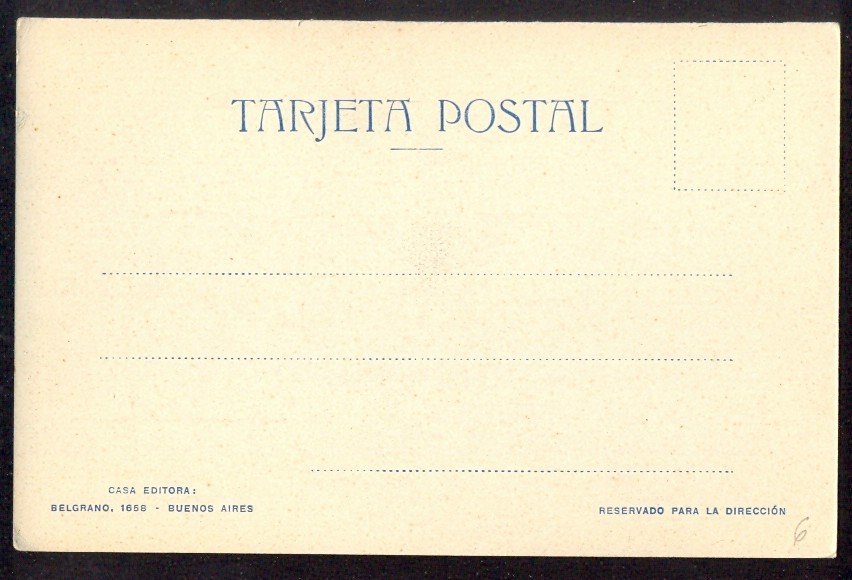 TARJETA POSTAL
CASA EDITORA:
BELGRANO, 1658 - BUENOS AIRES
RESERVADO PARA LA DIRECCIÓN
6